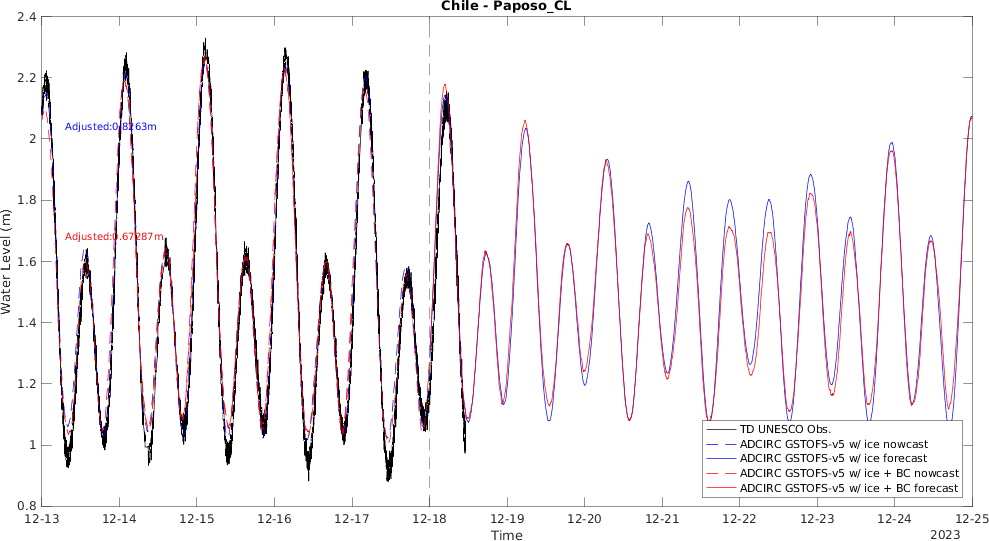 Chile - Paposo_CL
2.4
2.2
2
1.8
1.6
1.4
1.2
1
0.8
Water Level (m)
Adjusted:0.8263m
Adjusted:0.67287m
TD UNESCO Obs.
ADCIRC GSTOFS-v5 w/ ice nowcast
ADCIRC GSTOFS-v5 w/ ice forecast
ADCIRC GSTOFS-v5 w/ ice + BC nowcast
ADCIRC GSTOFS-v5 w/ ice + BC forecast
12-13 12-14 12-15 12-16 12-17 12-18 12-19 12-20 12-21 12-22 12-23 12-24 12-25
Time
2023